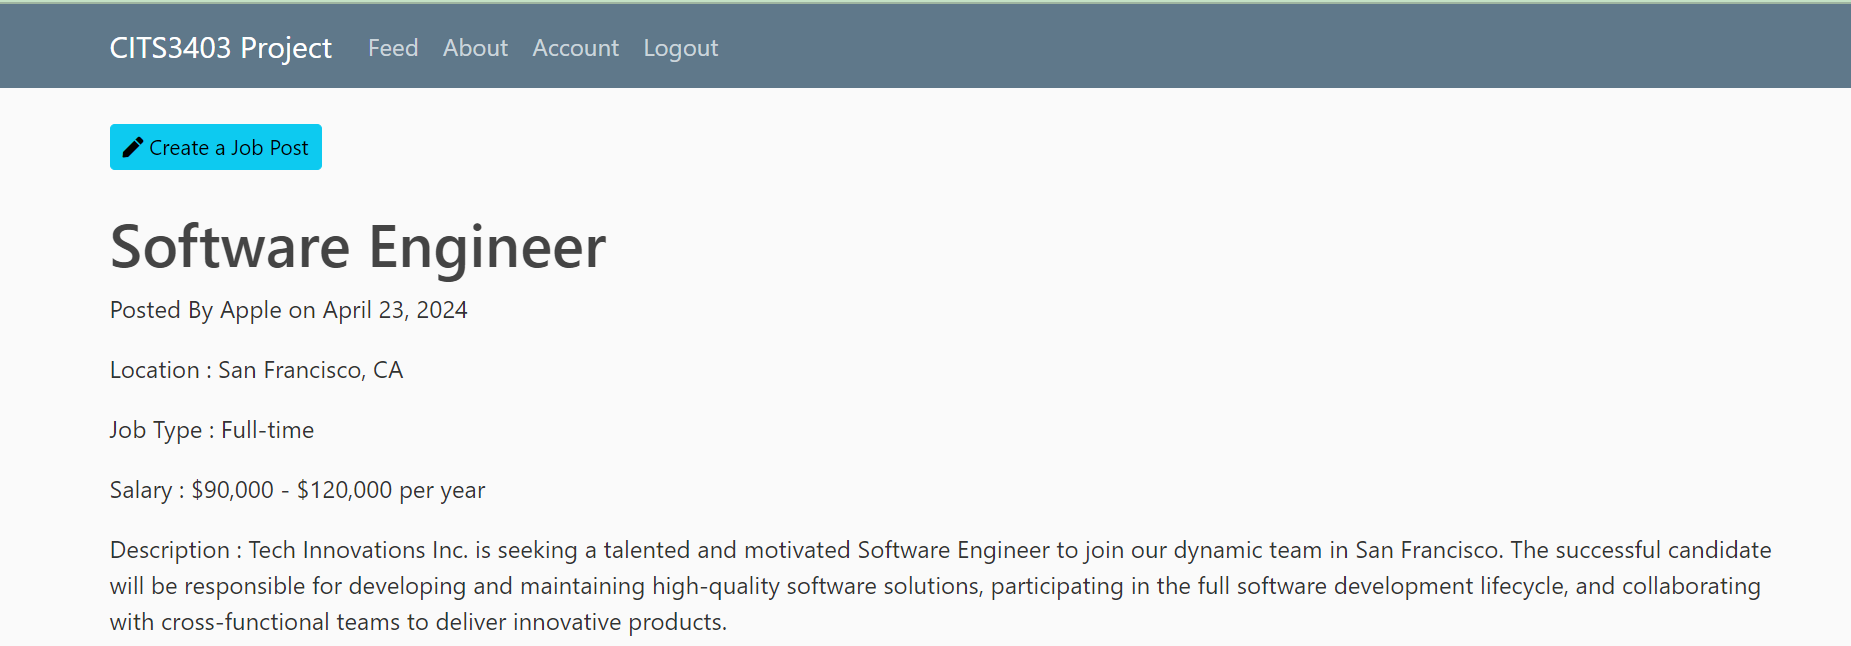 CITS3403 Project Feed About Account Logout
Create a Job Post
Software Engineer
Posted By Apple on April 23, 2024
Location : San Francisco, CA
Job Type : Full-time
Salary : $90,000 - $120,000 per year
Description : Tech Innovations Inc. is seeking a talented and motivated Software Engineer to join our dynamic team in San Francisco. The successful candidate
will be responsible for developing and maintaining high-quality software solutions, participating in the full software development lifecycle, and collaborating
with cross-functional teams to deliver innovative products.